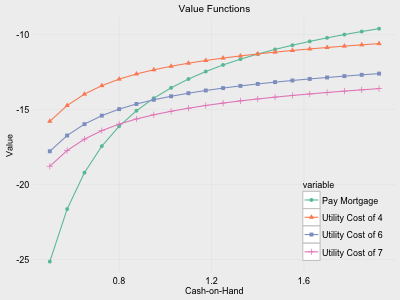 Value Functions
-10
-15
-20
-25
Value
0.8 1.2 1.6
Cash-on-Hand
variable
Pay Mortgage
Utility Cost of 4
Utility Cost of 6
Utility Cost of 7